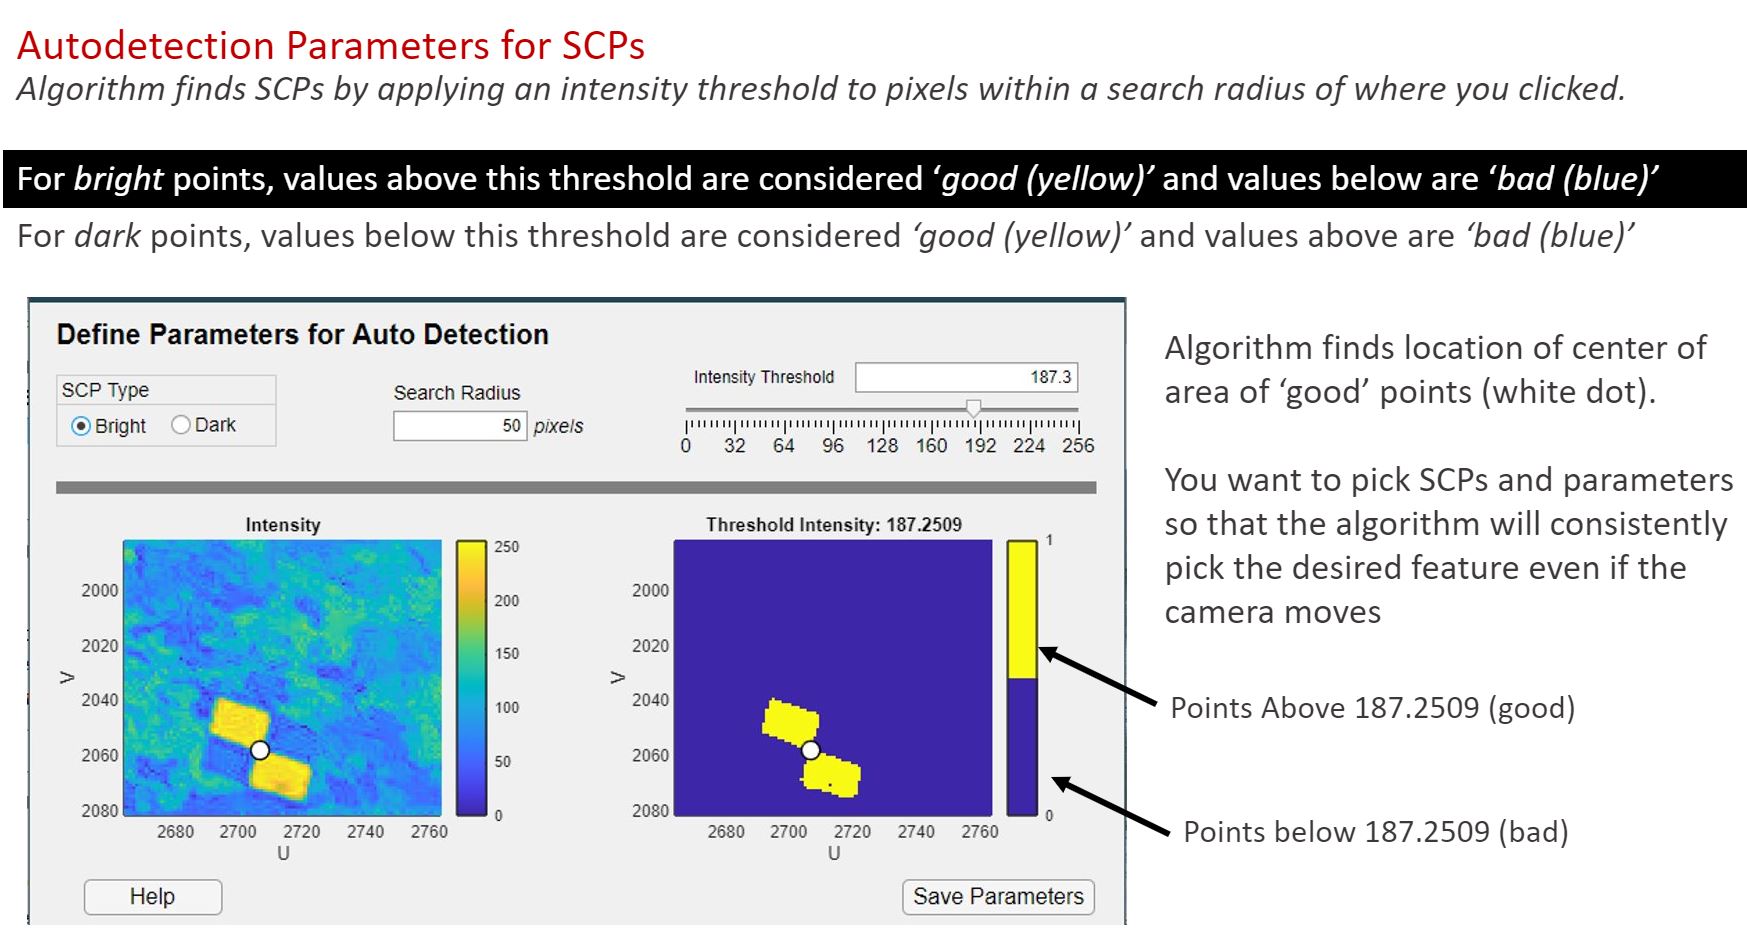 Autodetection Parameters for SCPs
Algorithm finds SCPs by applying an intensity threshold to pixels within a search radius of where you clicked.
For bright points, values above this threshold are considered ‘good (yellow)’ and values below are ‘bad (blue)’
For dark points, values below this threshold are considered ‘good (yellow)’ and values above are ‘bad (blue)’
Define Parameters for Auto Detection
SCP Type
Bright Dark
Search Radius
50 pixels
Intensity Threshold 187.3
0 32 64 96 128 160 192 224 256
Intensity
V
2000
2020
2040
2060
2080
2680 2700 2720 2740 2760
U
250
200
150
100
50
0
Threshold Intensity: 187.2509
V
2000
2020
2040
2060
2080
2680 2700 2720 2740 2760
U
1
0
Help
Save Parameters
Algorithm finds location of center of
area of ‘good’ points (white dot).
You want to pick SCPs and parameters
so that the algorithm will consistently
pick the desired feature even if the
camera moves
Points Above 187.2509 (good)
Points below 187.2509 (bad)